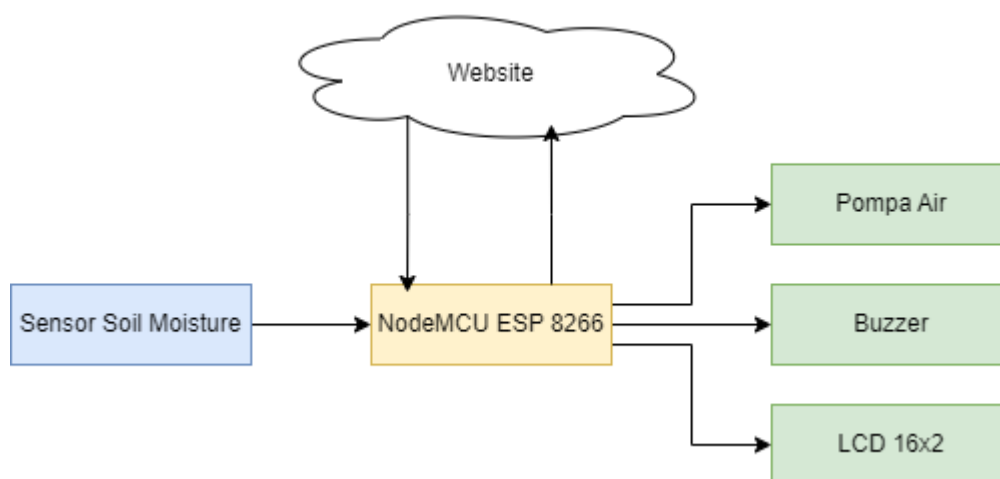 Website
Pompa Air
Sensor Soil Moisture
NodeMCU ESP 8266
Buzzer
LCD 16x2